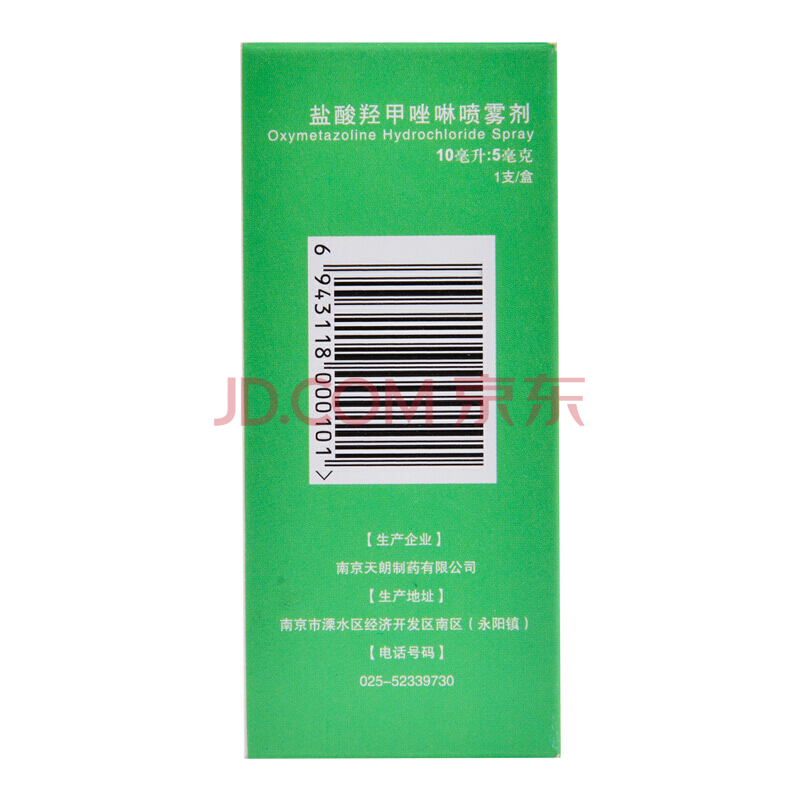 盐酸羟甲唑啉喷雾剂
Oxymetazoline Hydrochloride Spray
10毫升:5毫克
1支/盒
6 943118 000101 >
JD.COM 京东
【生产企业】
南京天朗制药有限公司
【生产地址】
南京市溧水区经济开发区南区（永阳镇）
【电话号码】
025-52339730